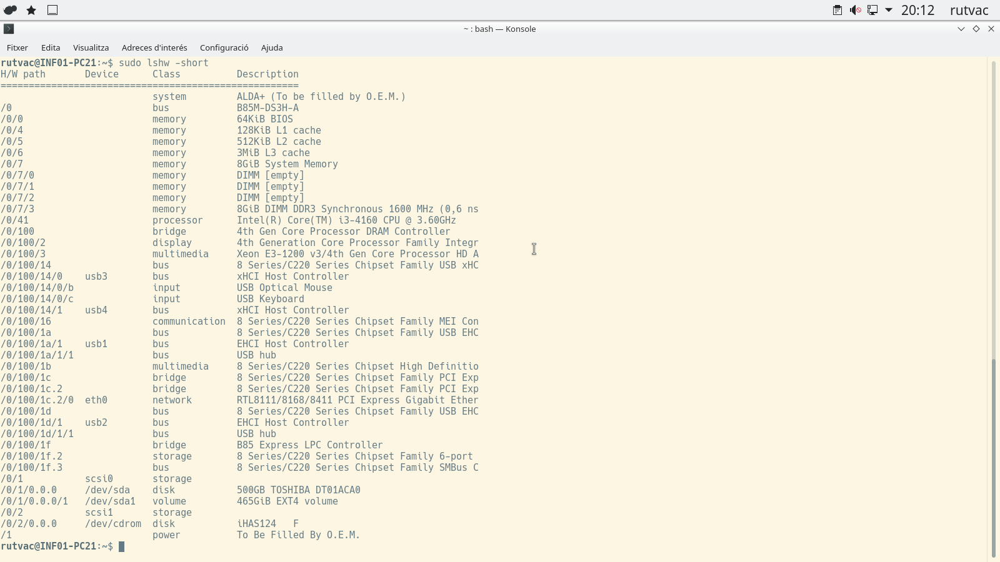 20:12 rutvac
~ : bash — Konsole
Fitxer Edita Visualitza Adreces d'interés Configuració Ajuda
rutvac@INF01-PC21:~$ sudo lshw -short
H/W path       Device      Class          Description
=====================================================
                           system         ALDA+ (To be filled by O.E.M.)
/0                         bus            B85M-DS3H-A
/0/0                       memory         64KiB BIOS
/0/4                       memory         128KiB L1 cache
/0/5                       memory         512KiB L2 cache
/0/6                       memory         3MiB L3 cache
/0/7                       memory         8GiB System Memory
/0/7/0                     memory         DIMM [empty]
/0/7/1                     memory         DIMM [empty]
/0/7/2                     memory         DIMM [empty]
/0/7/3                     memory         8GiB DIMM DDR3 Synchronous 1600 MHz (0,6 ns
/0/41                      processor      Intel(R) Core(TM) i3-4160 CPU @ 3.60GHz
/0/100                     bridge         4th Gen Core Processor DRAM Controller
/0/100/2                   display        4th Generation Core Processor Family Integr
/0/100/3                   multimedia     Xeon E3-1200 v3/4th Gen Core Processor HD A
/0/100/14                  bus            8 Series/C220 Series Chipset Family USB xHC
/0/100/14/0    usb3        bus            xHCI Host Controller
/0/100/14/0/b              input          USB Optical Mouse
/0/100/14/0/c              input          USB Keyboard
/0/100/14/1    usb4        bus            xHCI Host Controller
/0/100/16                  communication  8 Series/C220 Series Chipset Family MEI Con
/0/100/1a                  bus            8 Series/C220 Series Chipset Family USB EHC
/0/100/1a/1    usb1        bus            EHCI Host Controller
/0/100/1a/1/1              bus            USB hub
/0/100/1b                  multimedia     8 Series/C220 Series Chipset High Definitio
/0/100/1c                  bridge         8 Series/C220 Series Chipset Family PCI Exp
/0/100/1c.2                bridge         8 Series/C220 Series Chipset Family PCI Exp
/0/100/1c.2/0  eth0        network        RTL8111/8168/8411 PCI Express Gigabit Ether
/0/100/1d                  bus            8 Series/C220 Series Chipset Family USB EHC
/0/100/1d/1    usb2        bus            EHCI Host Controller
/0/100/1d/1/1              bus            USB hub
/0/100/1f                  bridge         B85 Express LPC Controller
/0/100/1f.2                storage        8 Series/C220 Series Chipset Family 6-port
/0/100/1f.3                bus            8 Series/C220 Series Chipset Family SMBus C
/0/1           scsi0       storage
/0/1/0.0.0     /dev/sda    disk           500GB TOSHIBA DT01ACA0
/0/1/0.0.0/1   /dev/sda1   volume         465GiB EXT4 volume
/0/2           scsi1       storage
/0/2/0.0.0     /dev/cdrom  disk           iHAS124   F
/1                         power          To Be Filled By O.E.M.
rutvac@INF01-PC21:~$